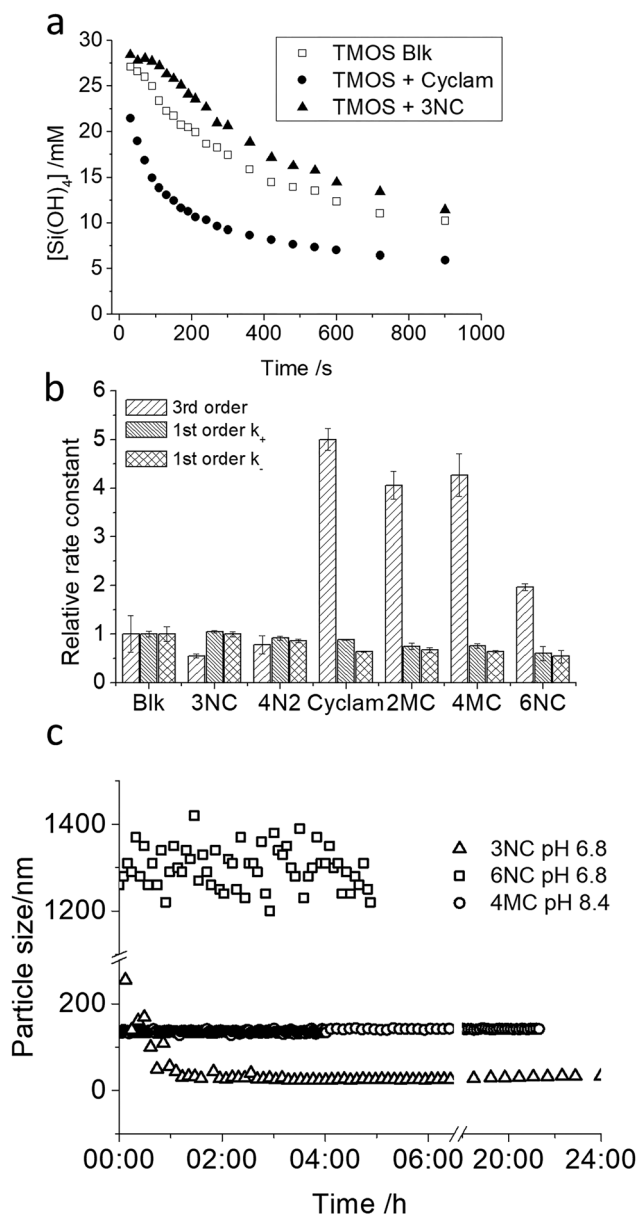 a
30
25
20
15
10
5
0
[Si(OH)4] /mM
TMOS Blk
TMOS + Cyclam
TMOS + 3NC
0 200 400 600 800 1000
Time /s
b
6
5
4
3
2
1
0
Relative rate constant
3rd order
1st order k+
1st order k-
Blk 3NC 4N2 Cyclam 2MC 4MC 6NC
c
1400
1200
200
0
Particle size/nm
3NC pH 6.8
6NC pH 6.8
4MC pH 8.4
00:00 02:00 04:00 06:00 20:00 24:00
Time /h